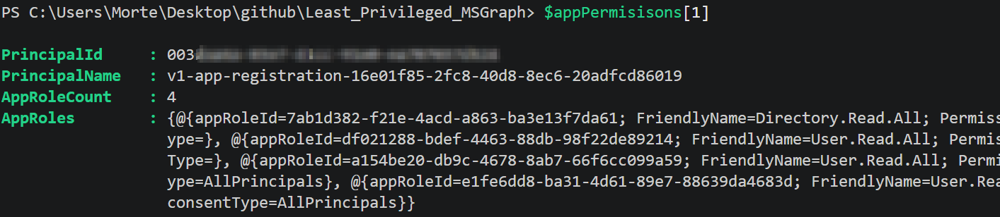 PS C:\Users\Morte\Desktop\github\Least_Privileged_MSGraph> $appPermisisons[1]
PrincipalId : 003
PrincipalName : v1-app-registration-16e01f85-2fc8-40d8-8ec6-20adfcd86019
AppRoleCount : 4
AppRoles : {@{appRoleId=7ab1d382-f21e-4acd-a863-ba3e13f7da61; FriendlyName=Directory.Read.All; Permiss
ype=}, @{appRoleId=df021288-bdef-4463-88db-98f22de89214; FriendlyName=User.Read.All; Permis
Type=}, @{appRoleId=a154be20-db9c-4678-8ab7-66f6cc099a59; FriendlyName=User.Read.All; Permi
ype=AllPrincipals}, @{appRoleId=e1fe6dd8-ba31-4d61-89e7-88639da4683d; FriendlyName=User.Rea
consentType=AllPrincipals}}